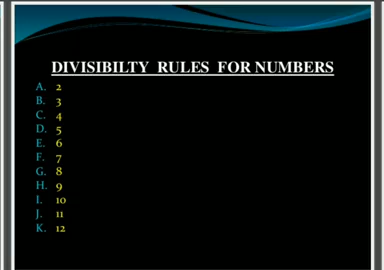 DIVISIBILTY RULES FOR NUMBERS
A. 2
B. 3
C. 4
D. 5
E. 6
F. 7
G. 8
H. 9
I. 10
J. 11
K. 12